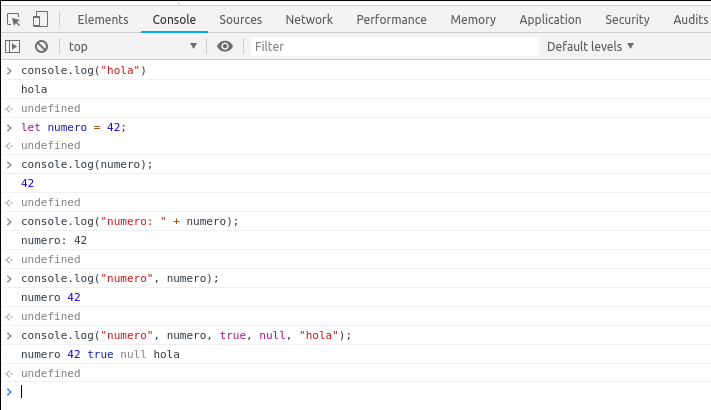 Elements Console Sources Network Performance Memory Application Security Audits
top Filter Default levels
console.log("hola")
hola
undefined
let numero = 42;
undefined
console.log(numero);
42
undefined
console.log("numero: " + numero);
numero: 42
undefined
console.log("numero", numero);
numero 42
undefined
console.log("numero", numero, true, null, "hola");
numero 42 true null hola
undefined